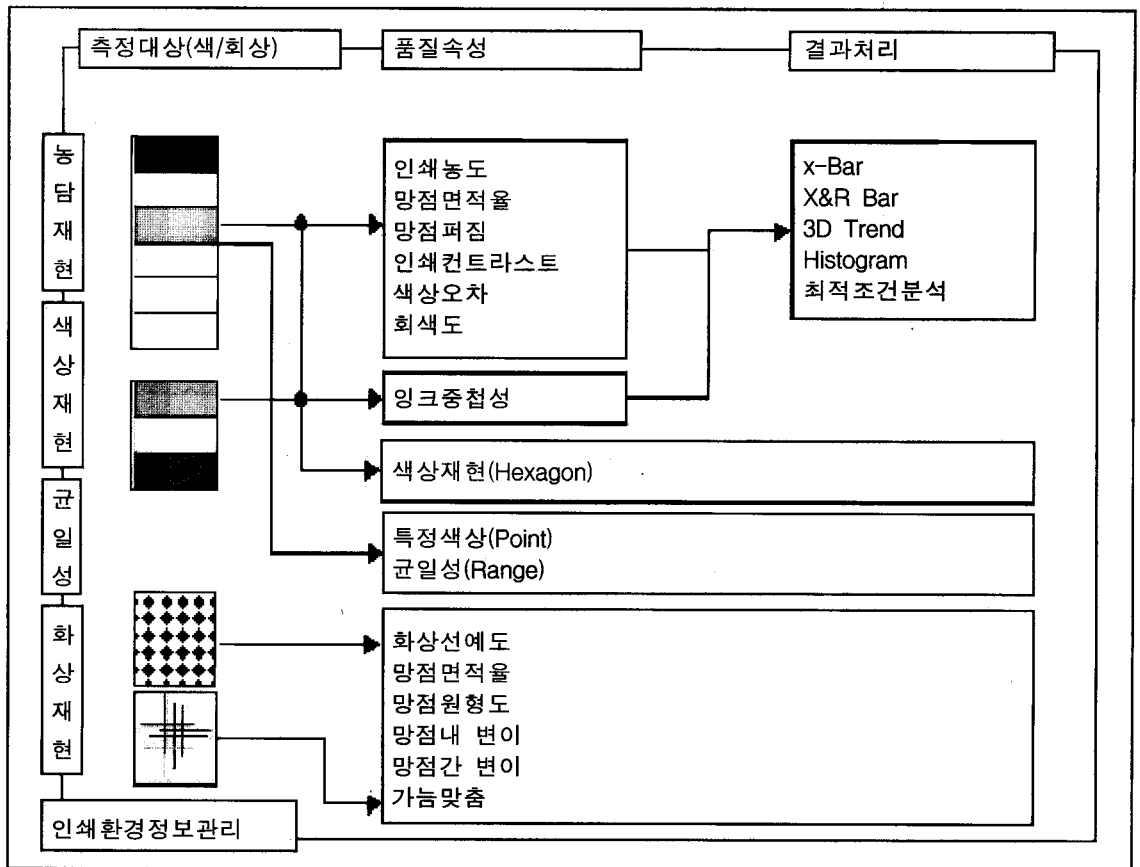 측정대상(색/회상)
품질속성
결과처리
농담재현
색상재현
균일성
화상재현
인쇄농도
망점면적율
망점퍼짐
인쇄컨트라스트
색상오차
회색도
x-Bar
X&R Bar
3D Trend
Histogram
최적조건분석
잉크중첩성
색상재현(Hexagon)
특정색상(Point)
균일성(Range)
화상선예도
망점면적율
망점원형도
망점내 변이
망점간 변이
가늠맞춤
인쇄환경정보관리